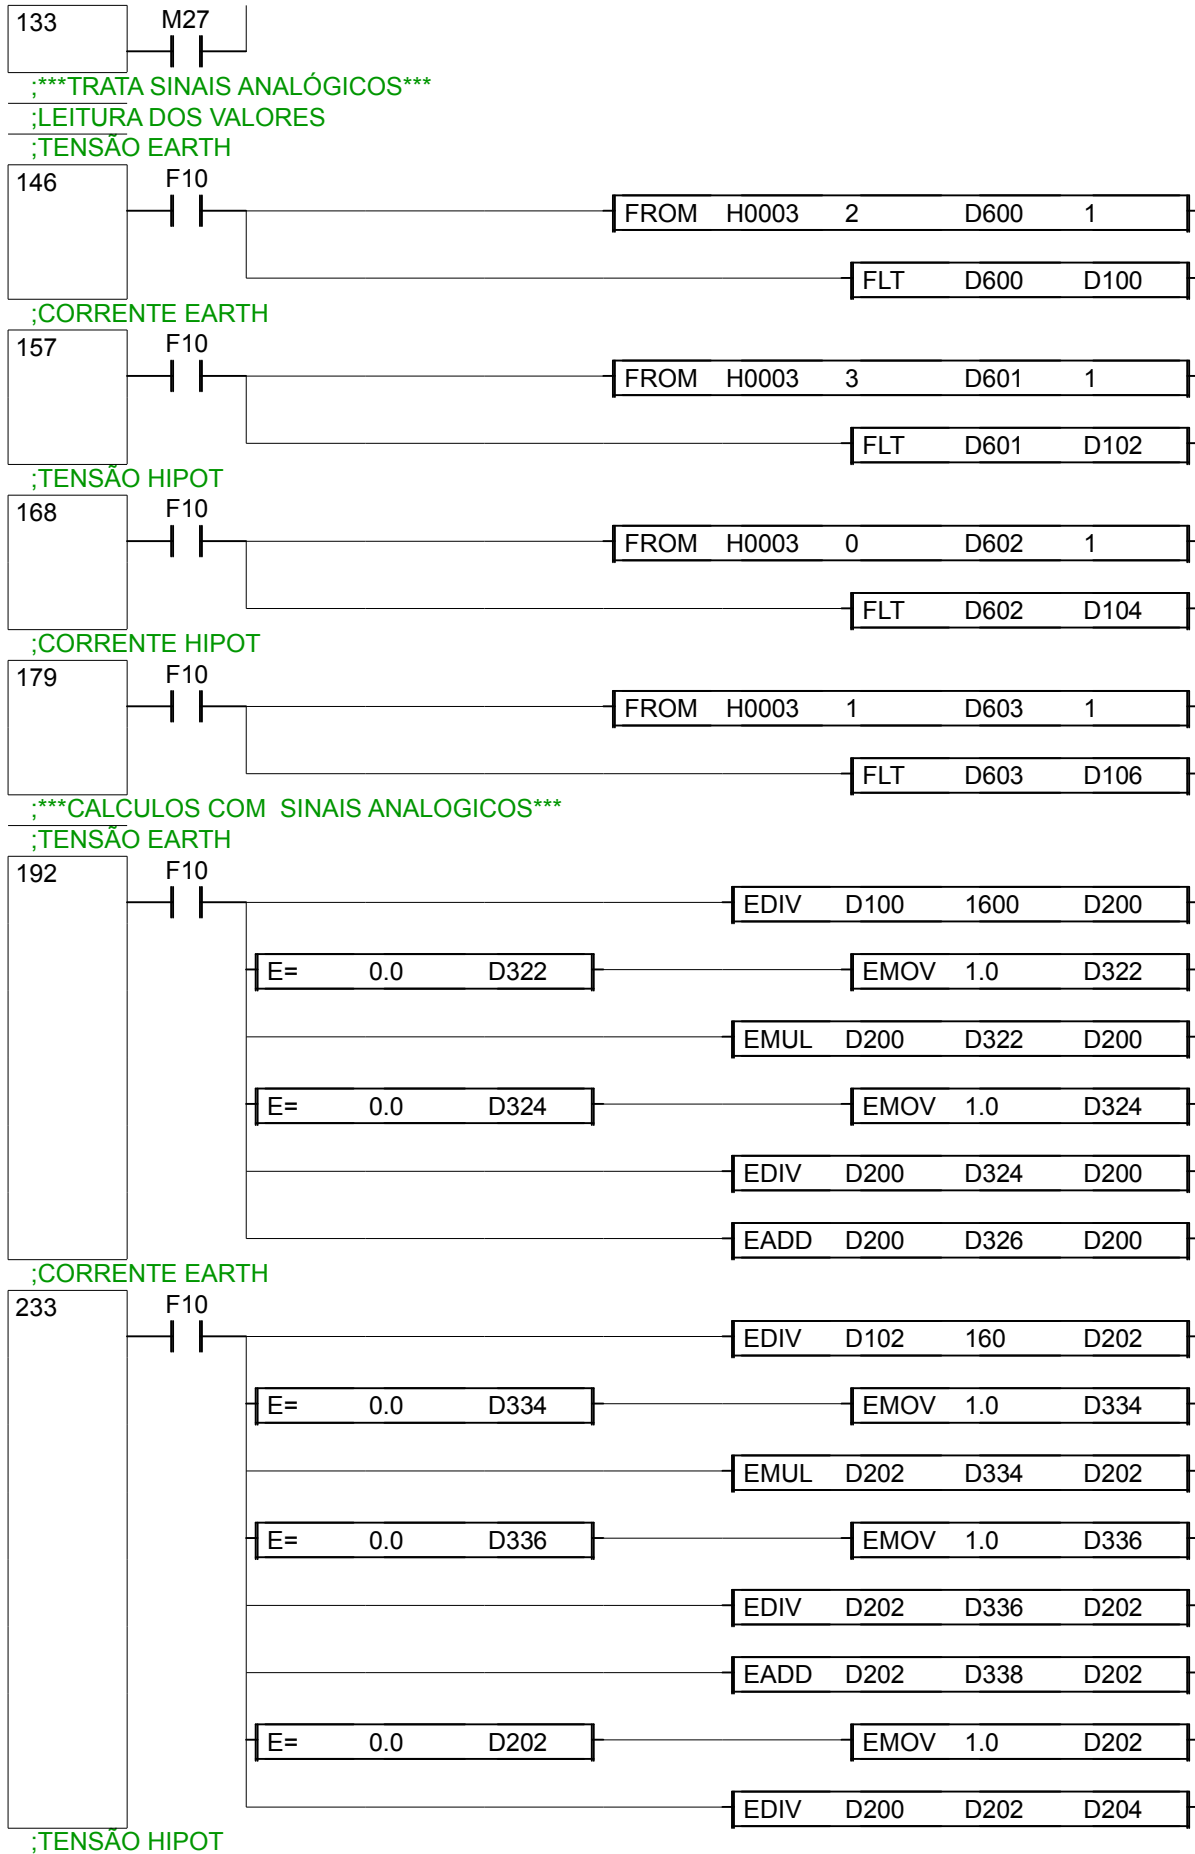 133 M27
;***TRATA SINAIS ANALÓGICOS***
;LEITURA DOS VALORES
;TENSÃO EARTH
146 F10
FROM H0003 2 D600 1
FLT D600 D100
;CORRENTE EARTH
157 F10
FROM H0003 3 D601 1
FLT D601 D102
;TENSÃO HIPOT
168 F10
FROM H0003 0 D602 1
FLT D602 D104
;CORRENTE HIPOT
179 F10
FROM H0003 1 D603 1
FLT D603 D106
;***CALCULOS COM  SINAIS ANALOGICOS***
;TENSÃO EARTH
192 F10
EDIV D100 1600 D200
E= 0.0 D322 EMOV 1.0 D322
EMUL D200 D322 D200
E= 0.0 D324 EMOV 1.0 D324
EDIV D200 D324 D200
EADD D200 D326 D200
;CORRENTE EARTH
233 F10
EDIV D102 160 D202
E= 0.0 D334 EMOV 1.0 D334
EMUL D202 D334 D202
E= 0.0 D336 EMOV 1.0 D336
EDIV D202 D336 D202
EADD D202 D338 D202
E= 0.0 D202 EMOV 1.0 D202
EDIV D200 D202 D204
;TENSÃO HIPOT